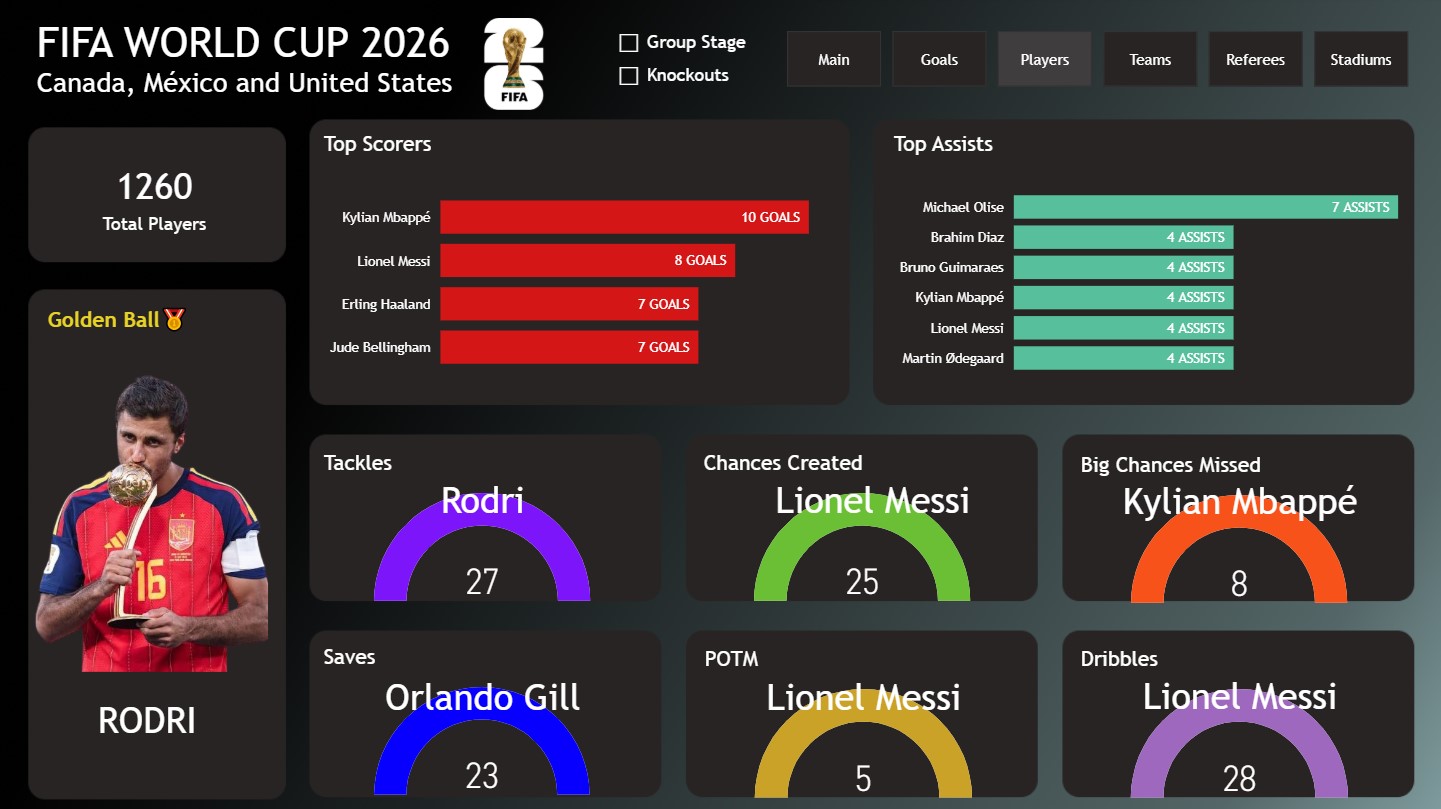 FIFA WORLD CUP 2026
Canada, México and United States
FIFA
Group Stage
Knockouts
Main
Goals
Players
Teams
Referees
Stadiums
1260
Total Players
Golden Ball
16
RODRI
Top Scorers
Kylian Mbappé 10 GOALS
Lionel Messi 8 GOALS
Erling Haaland 7 GOALS
Jude Bellingham 7 GOALS
Top Assists
Michael Olise 7 ASSISTS
Brahim Diaz 4 ASSISTS
Bruno Guimaraes 4 ASSISTS
Kylian Mbappé 4 ASSISTS
Lionel Messi 4 ASSISTS
Martin Ødegaard 4 ASSISTS
Tackles
Rodri
27
Chances Created
Lionel Messi
25
Big Chances Missed
Kylian Mbappé
8
Saves
Orlando Gill
23
POTM
Lionel Messi
5
Dribbles
Lionel Messi
28